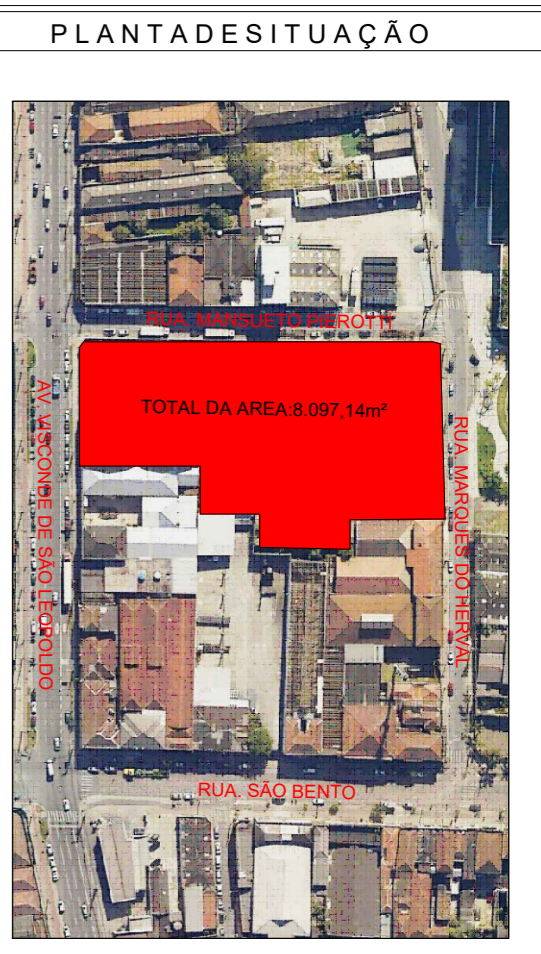 PLANTADESITUAÇÃO
RUA. MANSUETO PIEROTTI
TOTAL DA AREA:8.097,14m²
AV. VISCONDE DE SÃO LEOPOLDO
RUA. MARQUES DO HERVAL
RUA. SÃO BENTO